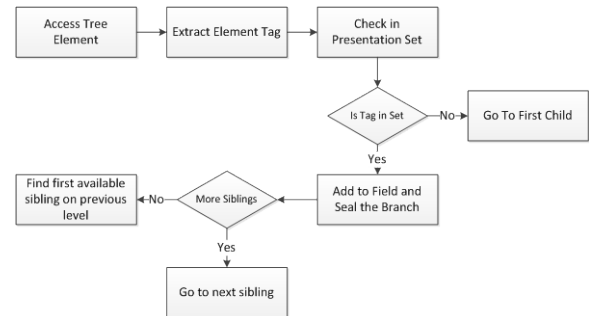 Access Tree
Element
Extract Element Tag
Check in
Presentation Set
Is Tag in Set
No
Go To First Child
Yes
Add to Field and
Seal the Branch
More Siblings
No
Find first available
sibling on previous
level
Yes
Go to next sibling